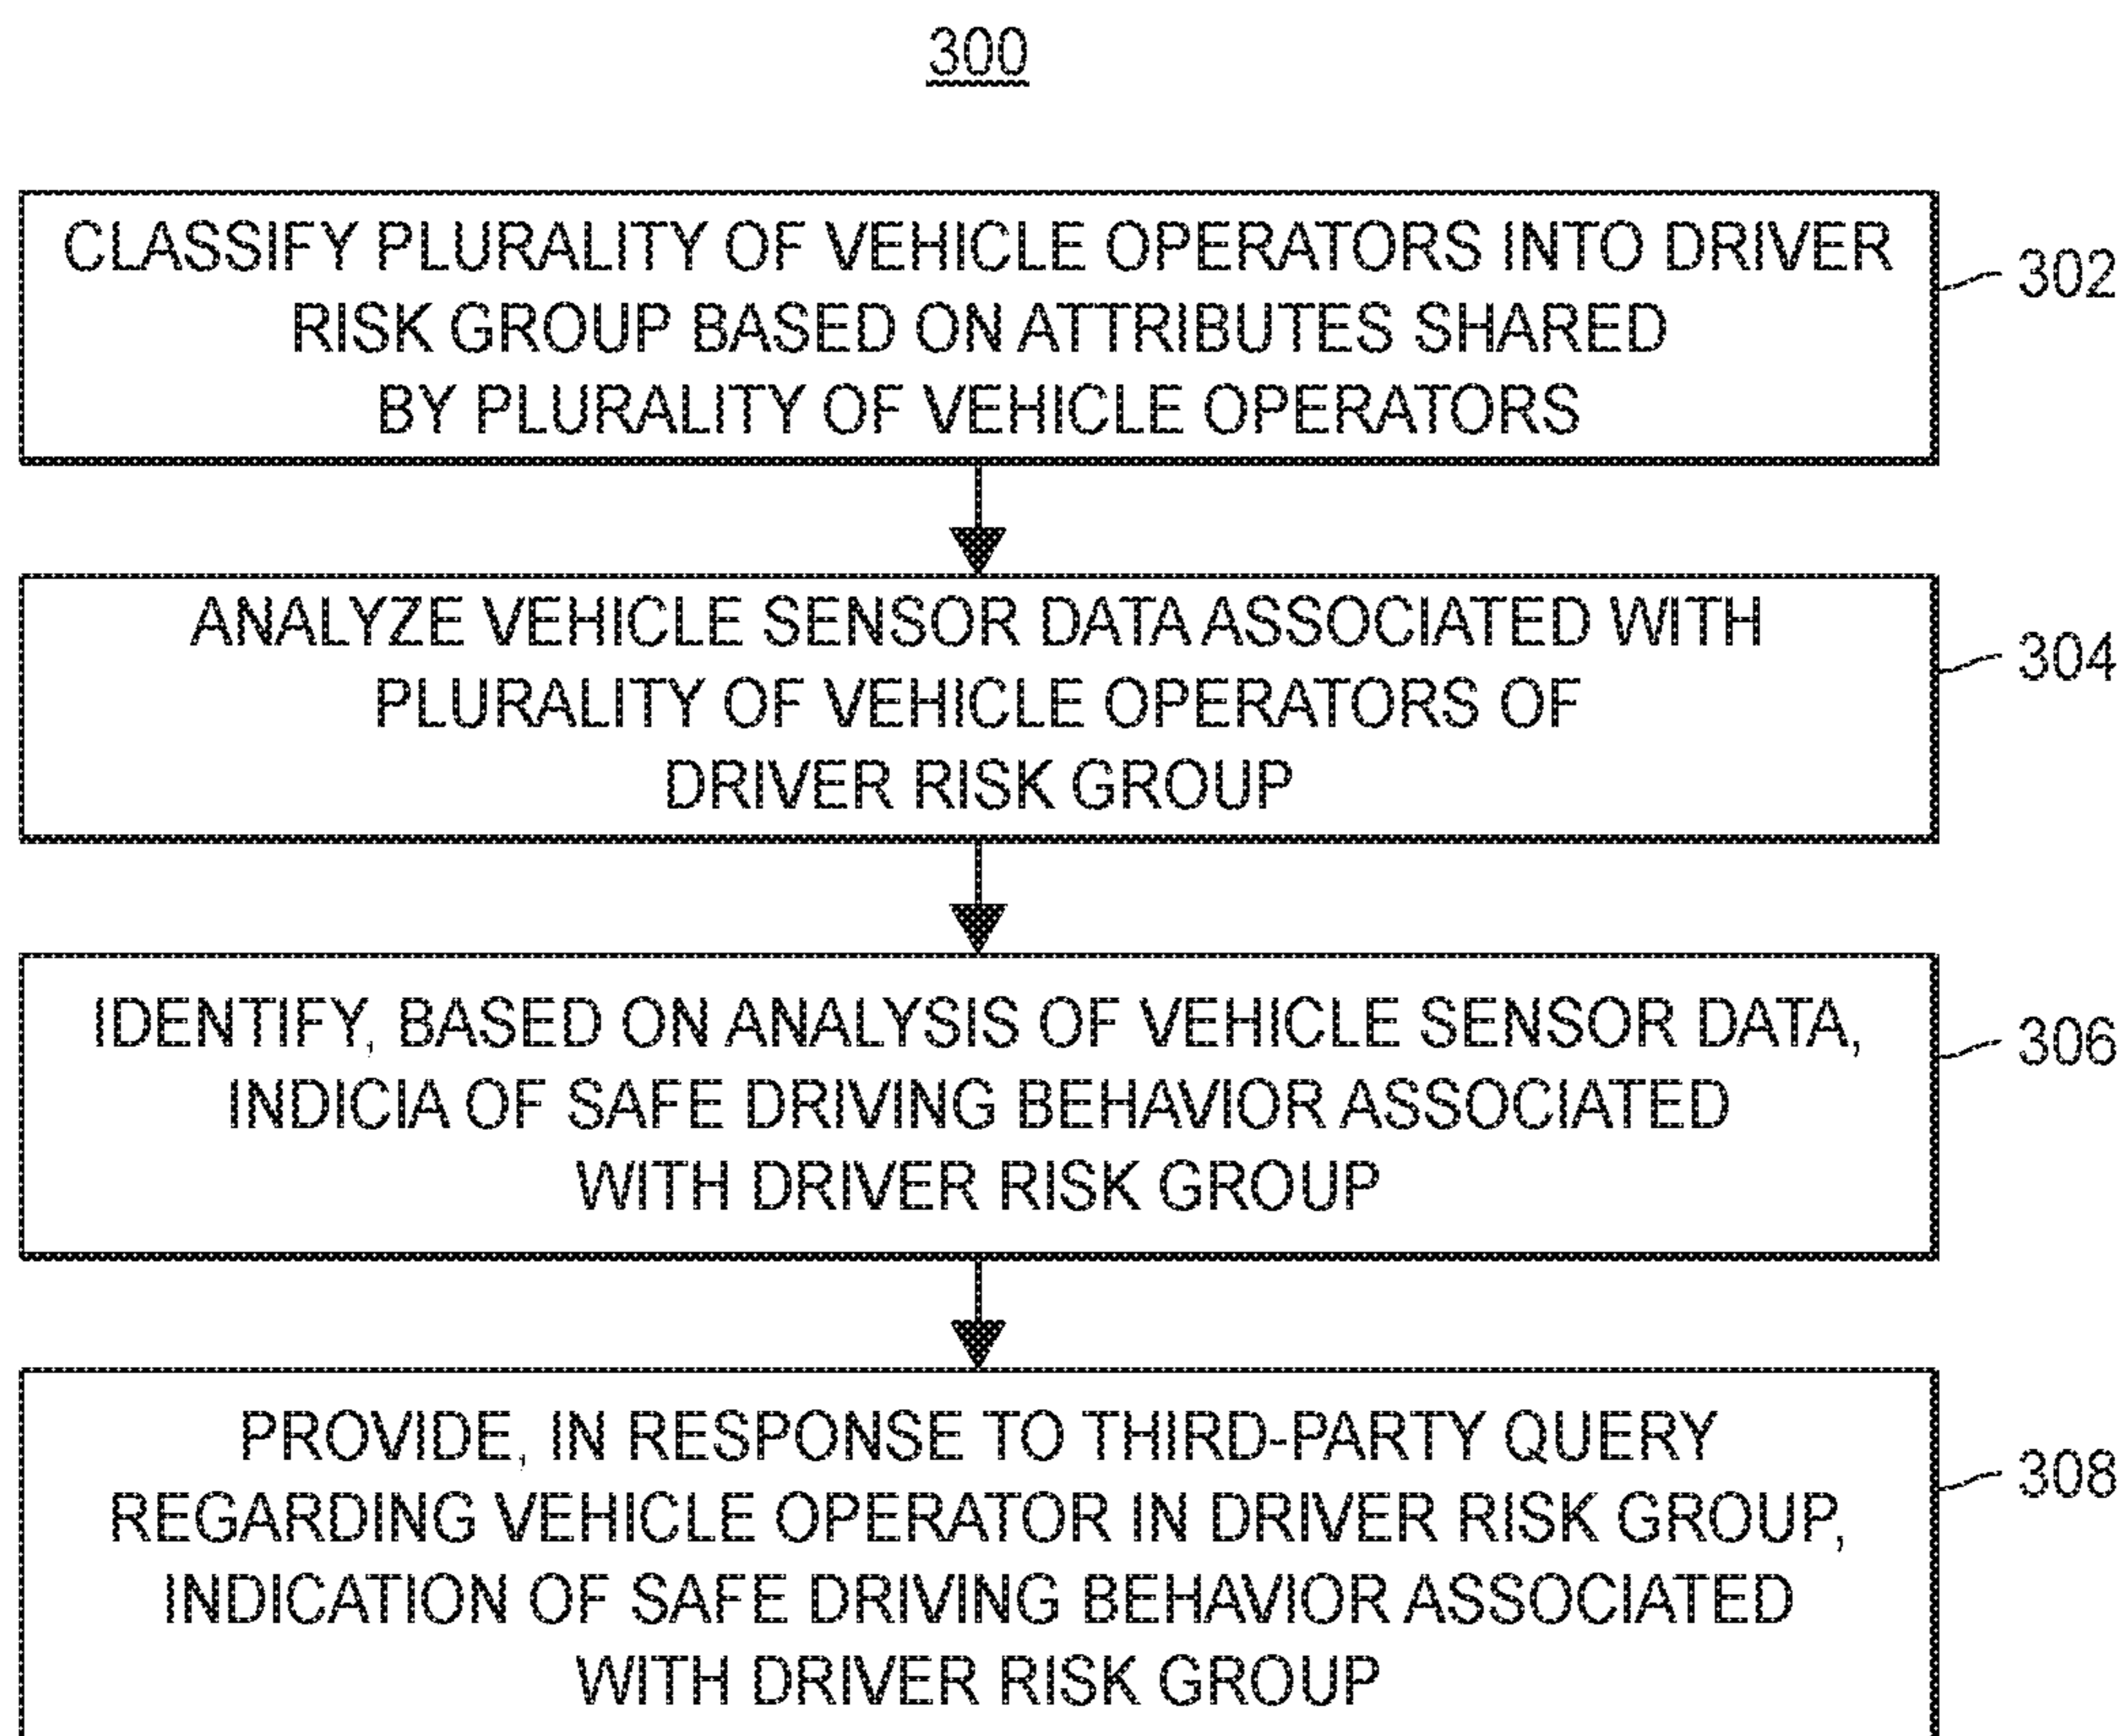 300
CLASSIFY PLURALITY OF VEHICLE OPERATORS INTO DRIVER
RISK GROUP BASED ON ATTRIBUTES SHARED
BY PLURALITY OF VEHICLE OPERATORS
302
ANALYZE VEHICLE SENSOR DATA ASSOCIATED WITH
PLURALITY OF VEHICLE OPERATORS OF
DRIVER RISK GROUP
304
IDENTIFY, BASED ON ANALYSIS OF VEHICLE SENSOR DATA,
INDICIA OF SAFE DRIVING BEHAVIOR ASSOCIATED
WITH DRIVER RISK GROUP
306
PROVIDE, IN RESPONSE TO THIRD-PARTY QUERY
REGARDING VEHICLE OPERATOR IN DRIVER RISK GROUP,
INDICATION OF SAFE DRIVING BEHAVIOR ASSOCIATED
WITH DRIVER RISK GROUP
308